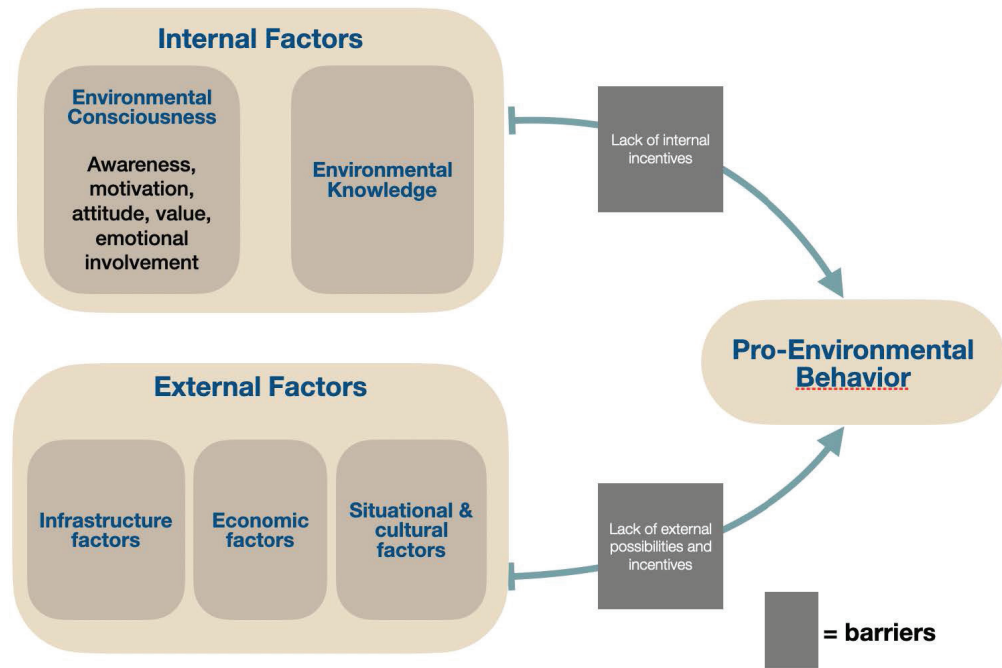 Internal Factors
Environmental
Consciousness
Awareness,
motivation,
attitude, value,
emotional
involvement
Environmental
Knowledge
Lack of internal
incentives
Pro-Environmental
Behavior
External Factors
Infrastructure
factors
Economic
factors
Situational &
cultural
factors
Lack of external
possibilities and
incentives
= barriers